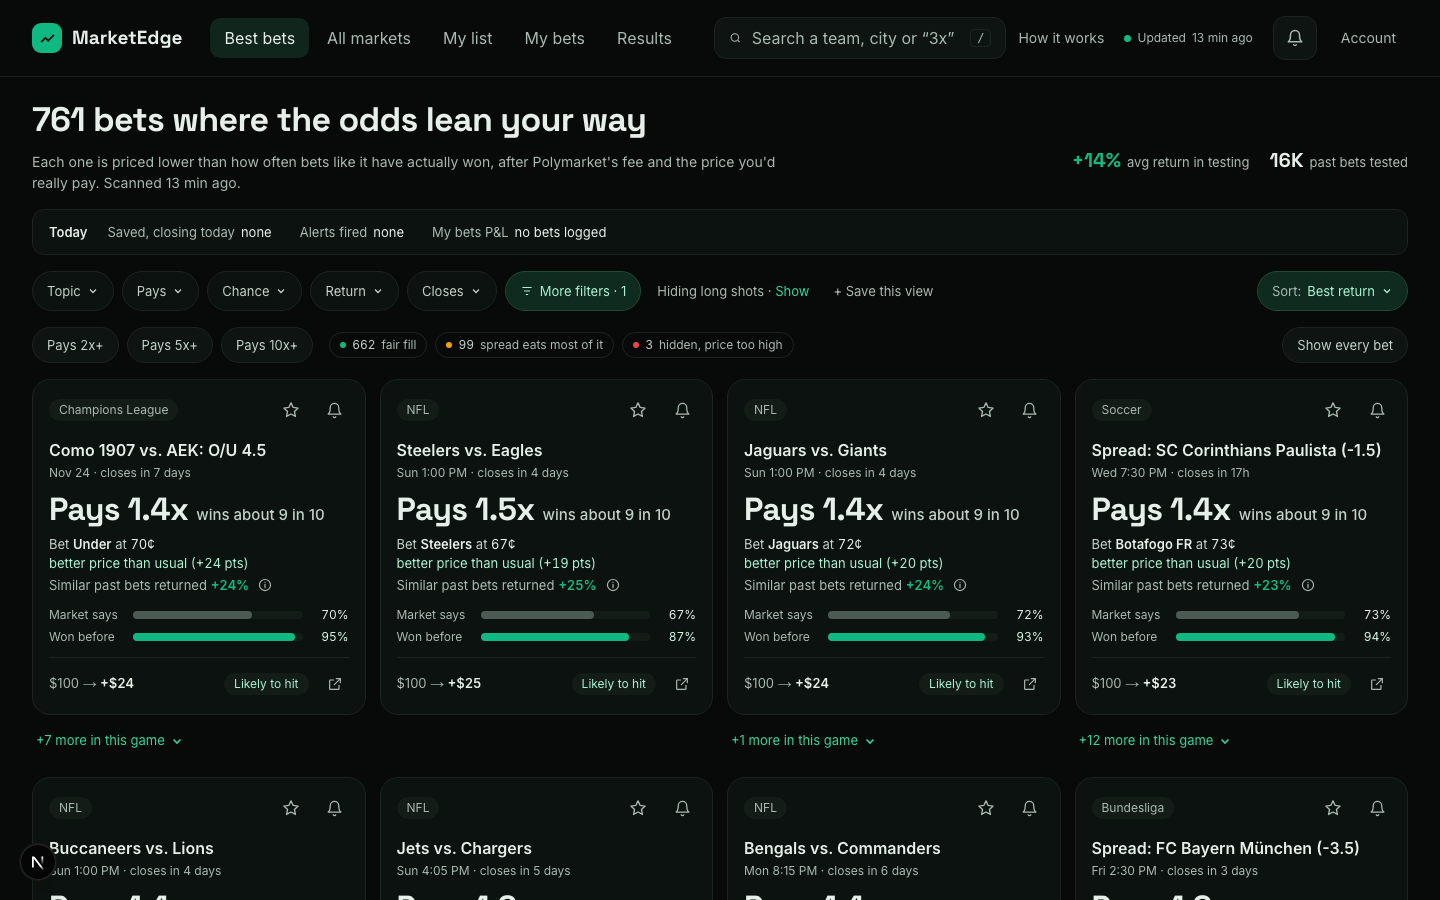 MarketEdge
Best bets
All markets
My list
My bets
Results
Search a team, city or “3x”
/
How it works
Updated 13 min ago
Account
761 bets where the odds lean your way
Each one is priced lower than how often bets like it have actually won, after Polymarket's fee and the price you'd
really pay. Scanned 13 min ago.
+14% avg return in testing
16K past bets tested
Today
Saved, closing today none
Alerts fired none
My bets P&L no bets logged
Topic
Pays
Chance
Return
Closes
More filters · 1
Hiding long shots · Show
+ Save this view
Sort: Best return
Pays 2x+
Pays 5x+
Pays 10x+
662 fair fill
99 spread eats most of it
3 hidden, price too high
Show every bet
Champions League
Como 1907 vs. AEK: O/U 4.5
Nov 24 · closes in 7 days
Pays 1.4x wins about 9 in 10
Bet Under at 70¢
better price than usual (+24 pts)
Similar past bets returned +24%
Market says 70%
Won before 95%
$100 → +$24
Likely to hit
+7 more in this game
NFL
Steelers vs. Eagles
Sun 1:00 PM · closes in 4 days
Pays 1.5x wins about 9 in 10
Bet Steelers at 67¢
better price than usual (+19 pts)
Similar past bets returned +25%
Market says 67%
Won before 87%
$100 → +$25
Likely to hit
NFL
Jaguars vs. Giants
Sun 1:00 PM · closes in 4 days
Pays 1.4x wins about 9 in 10
Bet Jaguars at 72¢
better price than usual (+20 pts)
Similar past bets returned +24%
Market says 72%
Won before 93%
$100 → +$24
Likely to hit
+1 more in this game
Soccer
Spread: SC Corinthians Paulista (-1.5)
Wed 7:30 PM · closes in 17h
Pays 1.4x wins about 9 in 10
Bet Botafogo FR at 73¢
better price than usual (+20 pts)
Similar past bets returned +23%
Market says 73%
Won before 94%
$100 → +$23
Likely to hit
+12 more in this game
NFL
Buccaneers vs. Lions
Sun 1:00 PM · closes in 4 days
N
NFL
Jets vs. Chargers
Sun 4:05 PM · closes in 5 days
NFL
Bengals vs. Commanders
Mon 8:15 PM · closes in 6 days
Bundesliga
Spread: FC Bayern München (-3.5)
Fri 2:30 PM · closes in 3 days